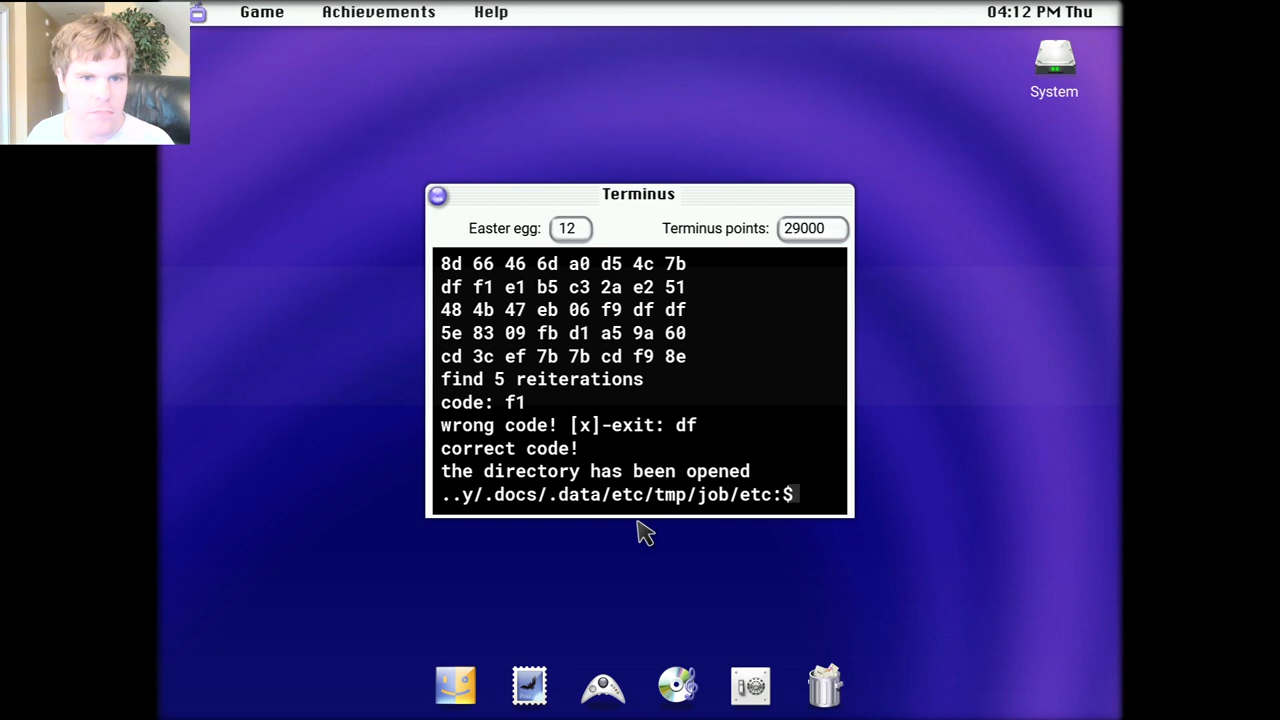 Game Achievements Help 04:12 PM Thu
System
Terminus
Easter egg: 12 Terminus points: 29000
8d 66 46 6d a0 d5 4c 7b
df f1 e1 b5 c3 2a e2 51
48 4b 47 eb 06 f9 df df
5e 83 09 fb d1 a5 9a 60
cd 3c ef 7b 7b cd f9 8e
find 5 reiterations
code: f1
wrong code! [x]-exit: df
correct code!
the directory has been opened
..y/.docs/.data/etc/tmp/job/etc:$